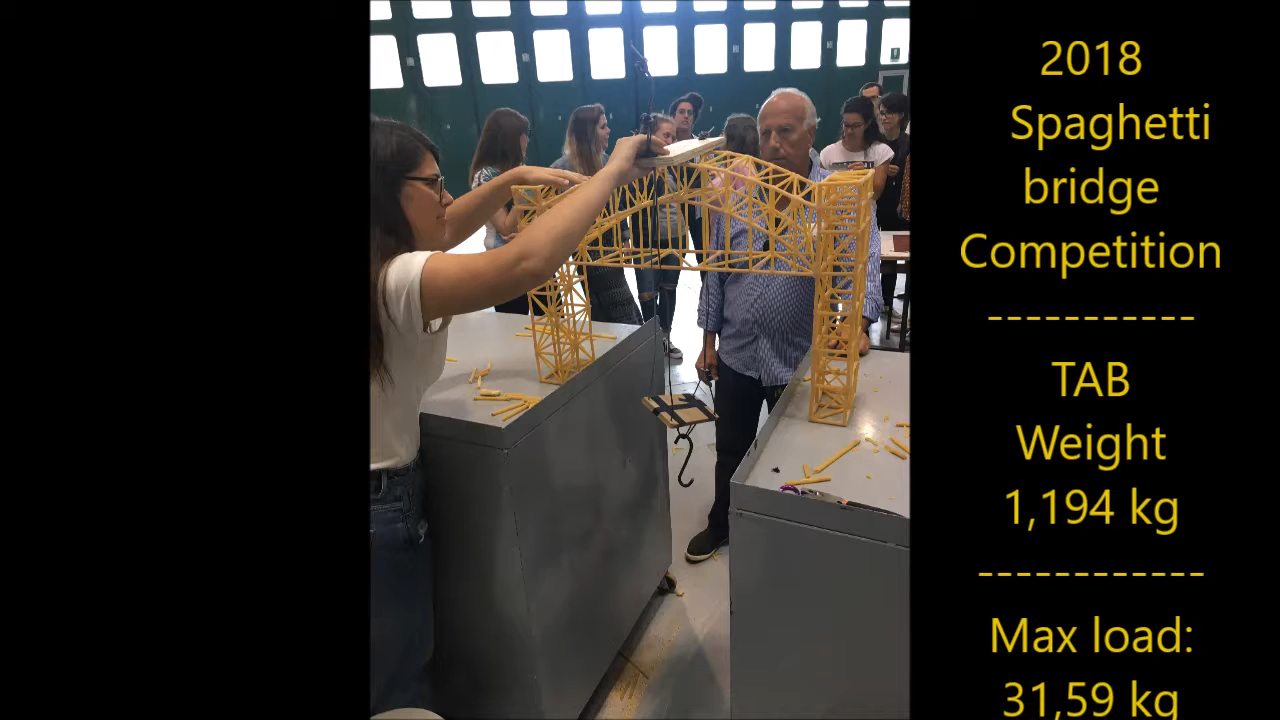 2018
Spaghetti
bridge
Competition
-----------
TAB
Weight
1,194 kg
------------
Max load:
31,59 kg